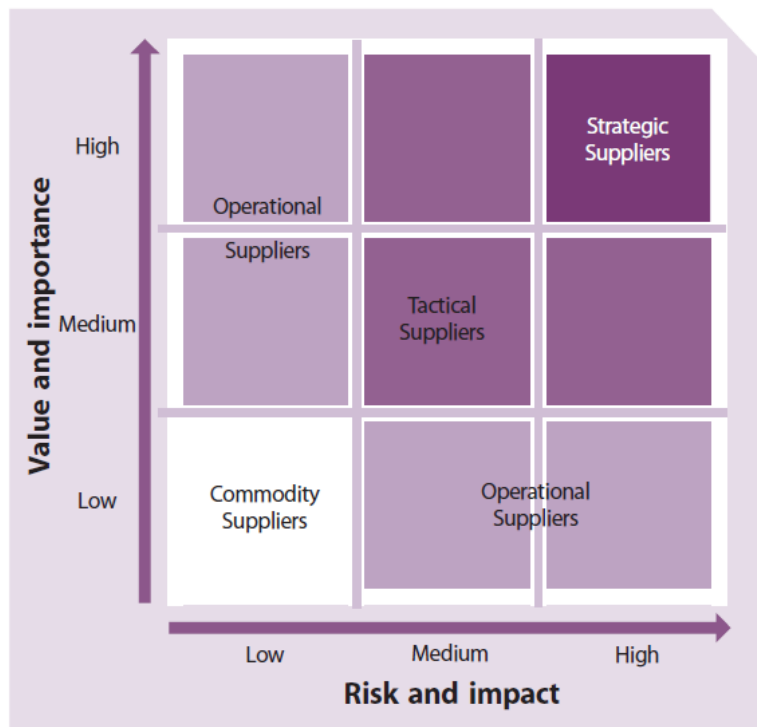 High
Strategic
Suppliers
Operational
Suppliers
Value and importance
Medium
Tactical
Suppliers
Low
Commodity
Suppliers
Operational
Suppliers
Low
Medium
High
Risk and impact